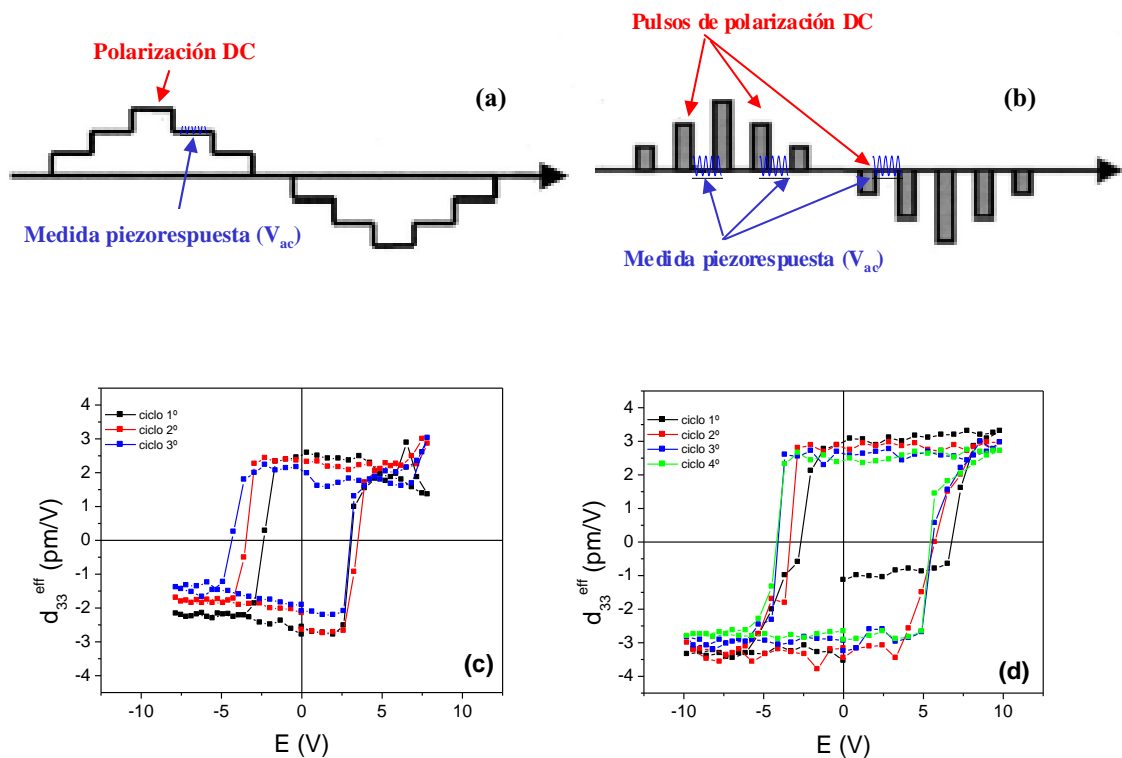 Polarización DC
(a)
Medida piezorespuesta (Vac)
Pulsos de polarización DC
(b)
Medida piezorespuesta (Vac)
4
3
2
1
0
-1
-2
-3
-4
d33eff (pm/V)
ciclo 1º
ciclo 2º
ciclo 3º
(c)
-10 -5 0 5 10
E (V)
4
3
2
1
0
-1
-2
-3
-4
d33eff (pm/V)
ciclo 1º
ciclo 2º
ciclo 3º
ciclo 4º
(d)
-10 -5 0 5 10
E (V)